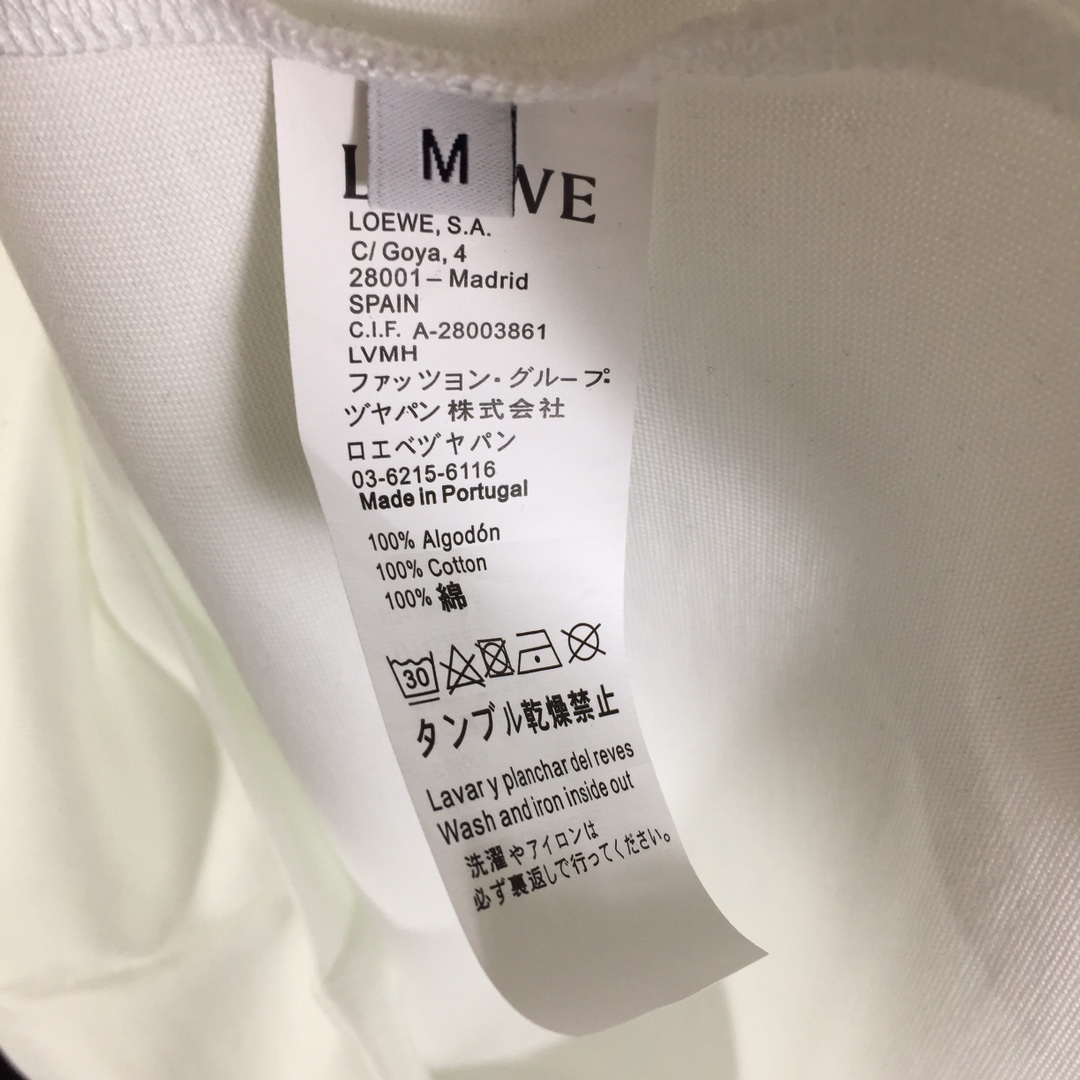 M
L WE
LOEWE, S.A.
C/ Goya, 4
28001 – Madrid
SPAIN
C.I.F. A-28003861
LVMH
ファッツヨン・グループ
ヅヤパン 株式会社
ロエベヅヤパン
03-6215-6116
Made in Portugal
100% Algodón
100% Cotton
100% 綿
30
タンブル乾燥禁止
Lavar y planchar del reves
Wash and iron inside out
洗濯やアイロンは
必ず裏返しで行ってください。